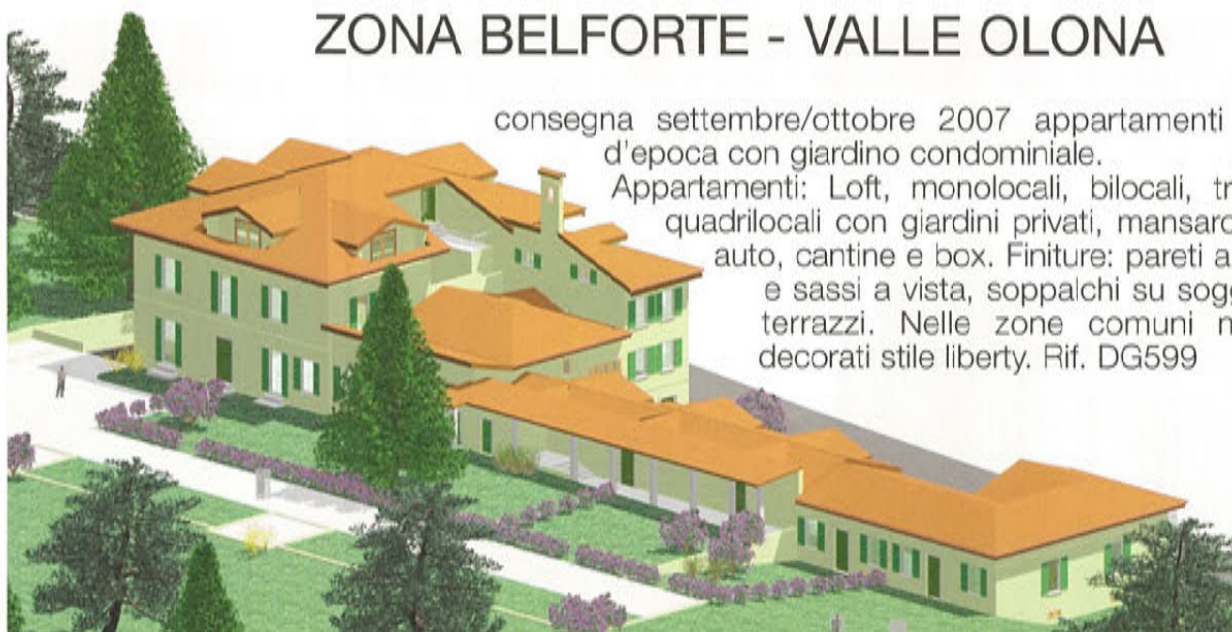 ZONA BELFORTE - VALLE OLONA
consegna settembre/ottobre 2007 appartamenti
d'epoca con giardino condominiale.
Appartamenti: Loft, monolocali, bilocali,
quadrilocali con giardini privati,
auto, cantine e box. Finiture: pareti a
e sassi a vista, soppalchi su
terrazzi. Nelle zone comuni
decorati stile liberty. Rif. DG599